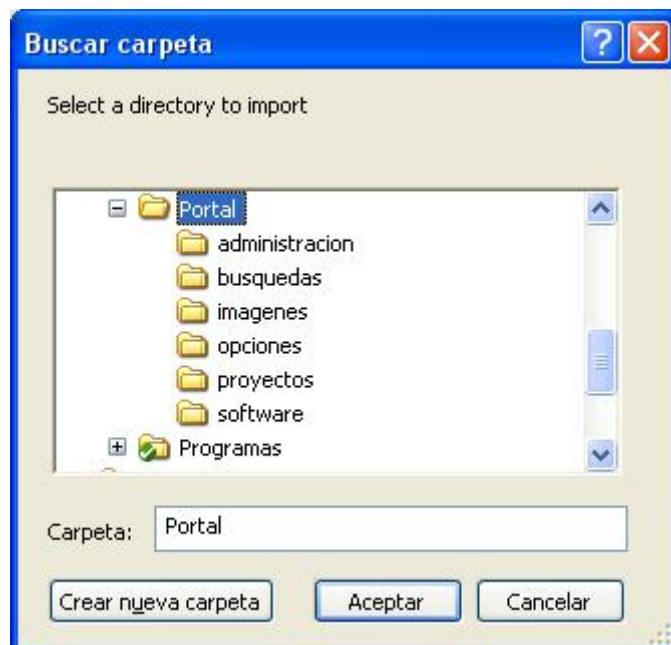 Buscar carpeta
Select a directory to import
Portal
administracion
busquedas
imagenes
opciones
proyectos
software
Programas
Carpeta: Portal
Crear nueva carpeta Aceptar Cancelar